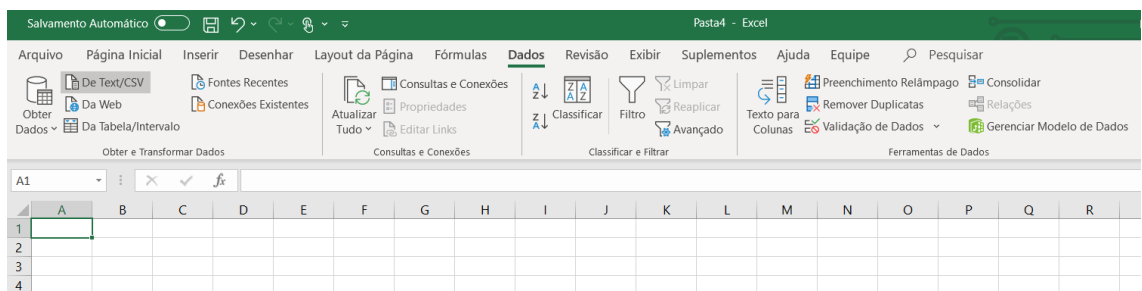 Salvamento Automático
Pasta4 - Excel
Arquivo Página Inicial Inserir Desenhar Layout da Página Fórmulas Dados Revisão Exibir Suplementos Ajuda Equipe Pesquisar
Obter Dados
De Text/CSV
Da Web
Da Tabela/Intervalo
Fontes Recentes
Conexões Existentes
Obter e Transformar Dados
Atualizar Tudo
Consultas e Conexões
Propriedades
Editar Links
Consultas e Conexões
Classificar
Filtro
Limpar
Reaplicar
Avançado
Classificar e Filtrar
Texto para Colunas
Preenchimento Relâmpago
Remover Duplicatas
Validação de Dados
Consolidar
Relações
Gerenciar Modelo de Dados
Ferramentas de Dados
A1
fx
A B C D E F G H I J K L M N O P Q R
1
2
3
4